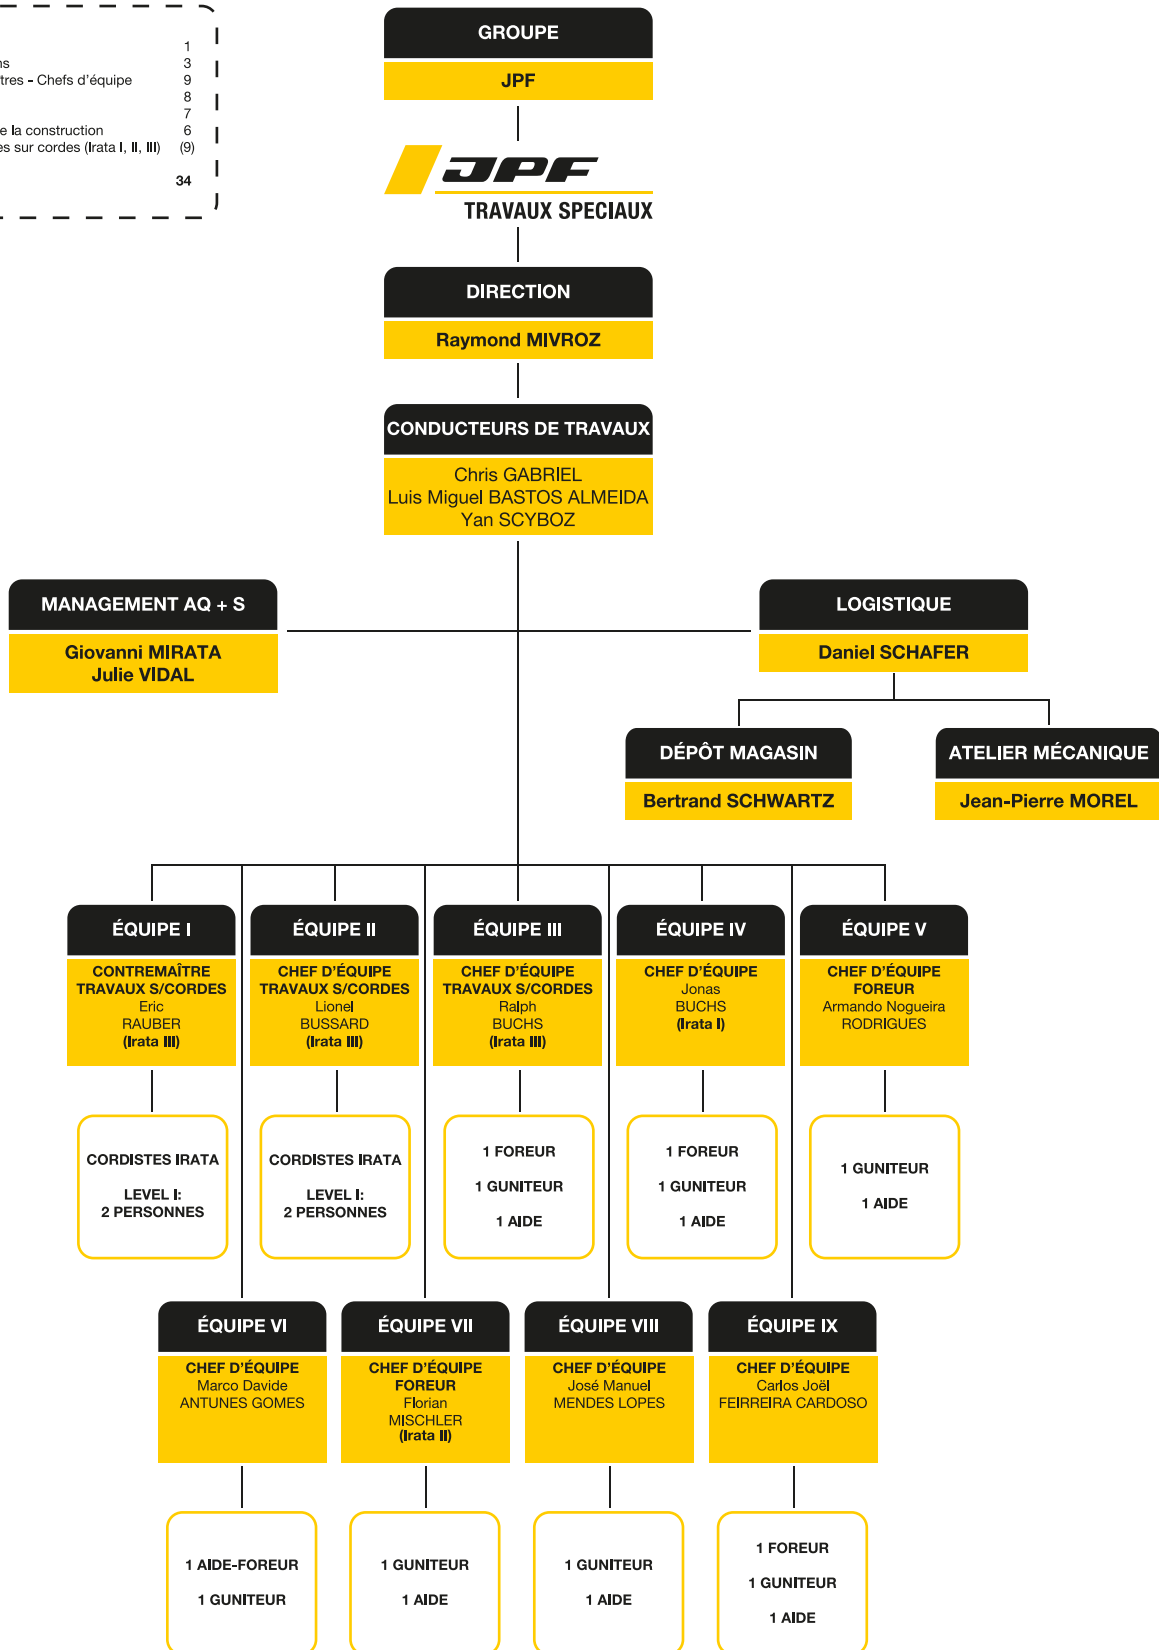 1
ns 3
tres - Chefs d'équipe 9
8
7
e la construction 6
es sur cordes (Irata I, II, III) (9)
34
GROUPE
JPF
JPF
TRAVAUX SPECIAUX
DIRECTION
Raymond MIVROZ
CONDUCTEURS DE TRAVAUX
Chris GABRIEL
Luis Miguel BASTOS ALMEIDA
Yan SCYBOZ
MANAGEMENT AQ + S
Giovanni MIRATA
Julie VIDAL
LOGISTIQUE
Daniel SCHAFER
DÉPÔT MAGASIN
Bertrand SCHWARTZ
ATELIER MÉCANIQUE
Jean-Pierre MOREL
ÉQUIPE I
CONTREMAÎTRE
TRAVAUX S/CORDES
Eric
RAUBER
(Irata III)
CORDISTES IRATA
LEVEL I:
2 PERSONNES
ÉQUIPE II
CHEF D'ÉQUIPE
TRAVAUX S/CORDES
Lionel
BUSSARD
(Irata III)
CORDISTES IRATA
LEVEL I:
2 PERSONNES
ÉQUIPE III
CHEF D'ÉQUIPE
TRAVAUX S/CORDES
Ralph
BUCHS
(Irata III)
1 FOREUR
1 GUNITEUR
1 AIDE
ÉQUIPE IV
CHEF D'ÉQUIPE
Jonas
BUCHS
(Irata I)
1 FOREUR
1 GUNITEUR
1 AIDE
ÉQUIPE V
CHEF D'ÉQUIPE
FOREUR
Armando Nogueira
RODRIGUES
1 GUNITEUR
1 AIDE
ÉQUIPE VI
CHEF D'ÉQUIPE
Marco Davide
ANTUNES GOMES
1 AIDE-FOREUR
1 GUNITEUR
ÉQUIPE VII
CHEF D'ÉQUIPE
FOREUR
Florian
MISCHLER
(Irata II)
1 GUNITEUR
1 AIDE
ÉQUIPE VIII
CHEF D'ÉQUIPE
José Manuel
MENDES LOPES
1 GUNITEUR
1 AIDE
ÉQUIPE IX
CHEF D'ÉQUIPE
Carlos Joël
FEIRREIRA CARDOSO
1 FOREUR
1 GUNITEUR
1 AIDE